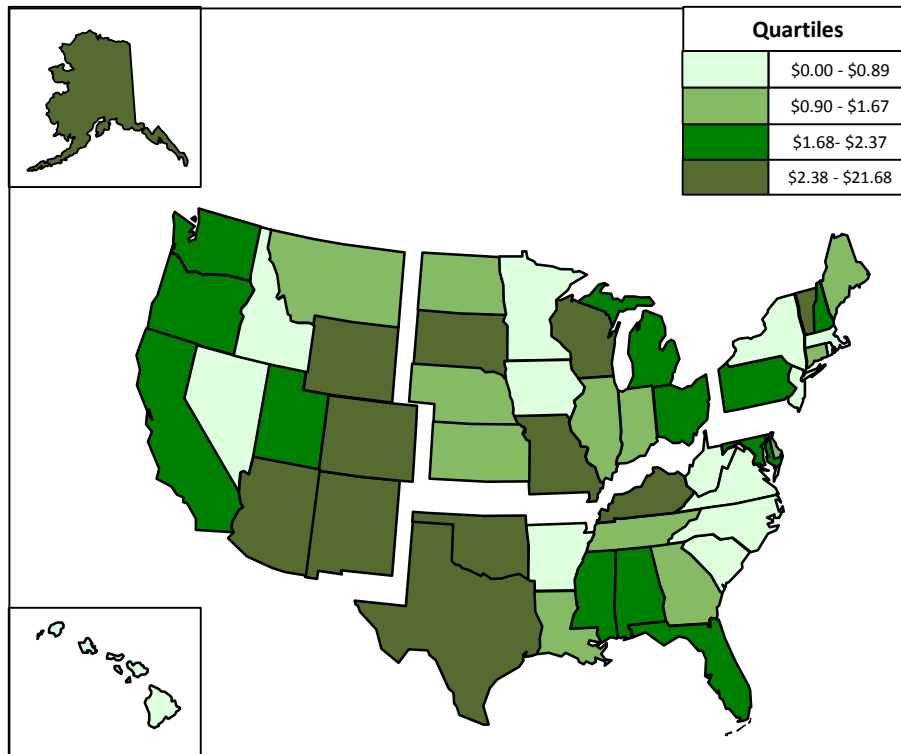 Quartiles
$0.00 - $0.89
$0.90 - $1.67
$1.68- $2.37
$2.38 - $21.68